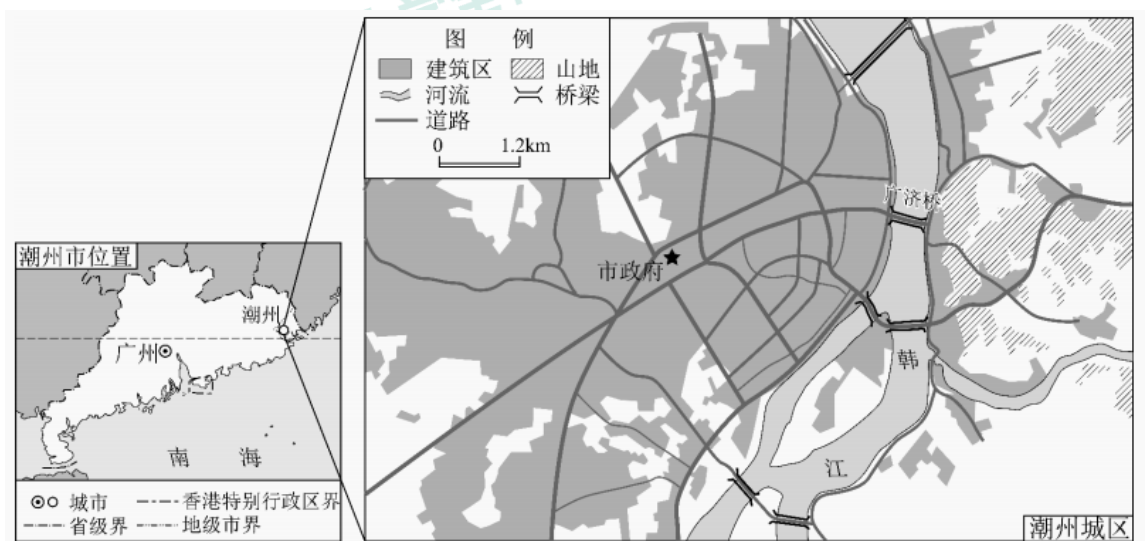 图 例
建筑区 山地
河流 桥梁
道路
0 1.2km
广济桥
市政府
韩
江
潮州城区
潮州市位置
潮州
广州
南 海
城市 香港特别行政区界
省级界 地级市界